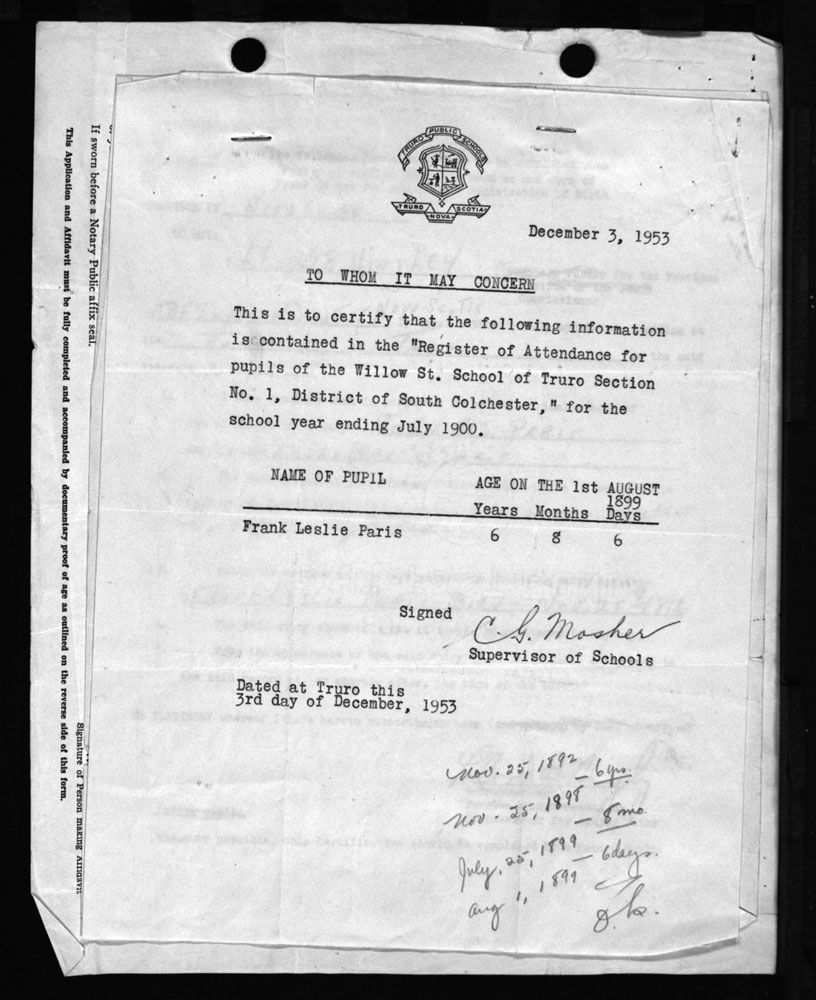 TRURO PUBLIC SCHOOLS
TRURO NOVA SCOTIA
December 3, 1953
TO WHOM IT MAY CONCERN
This is to certify that the following information
is contained in the "Register of Attendance for
pupils of the Willow St. School of Truro Section
No. 1, District of South Colchester," for the
school year ending July 1900.
NAME OF PUPIL
AGE ON THE 1st AUGUST
1899
Years Months Days
Frank Leslie Paris 6 8 6
Signed C. G. Mosher
Supervisor of Schools
Dated at Truro this
3rd day of December, 1953
Nov. 25, 1892 — 6 yrs.
Nov. 25, 1898 — 8 mo.
July, 25, 1899 — 6 days.
Aug 1, 1899
If sworn before a Notary Public affix seal.
This Application and Affidavit must be fully completed and accompanied by documentary proof of age as outlined on the reverse side of this form.
Signature of Person making Affidavit